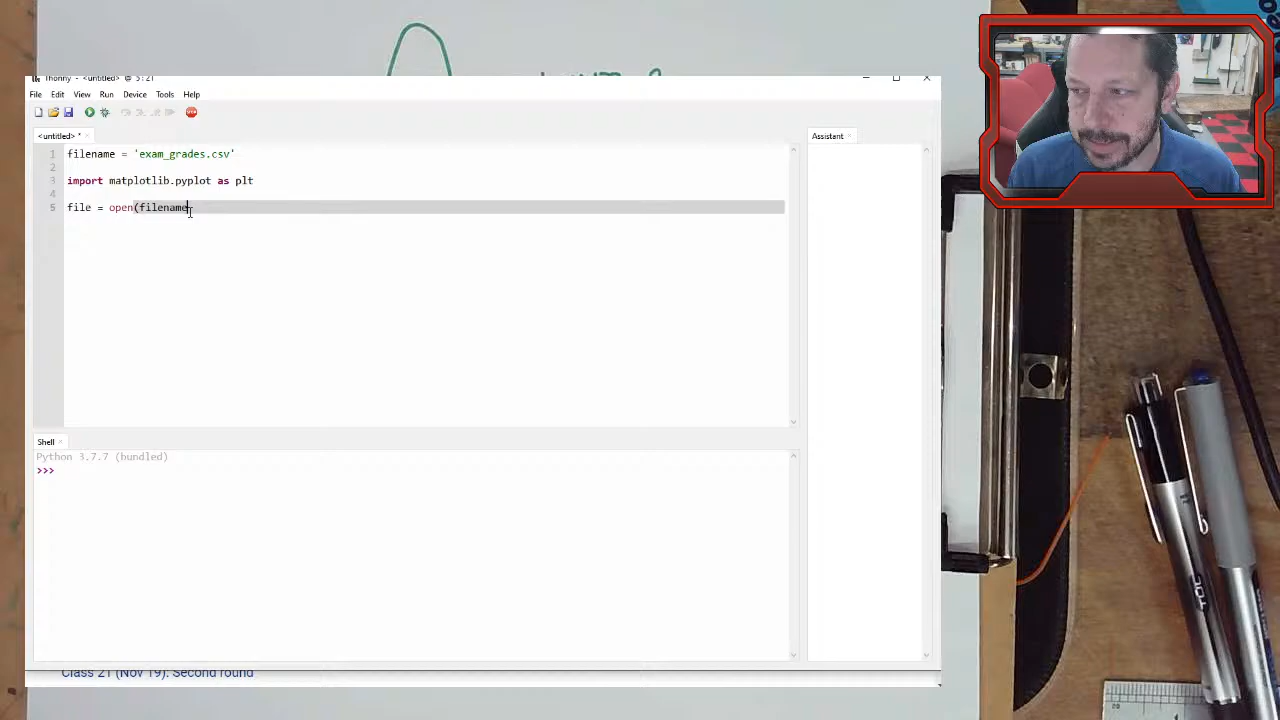 Thonny - <untitled> @ 5:21
File Edit View Run Device Tools Help
<untitled> *
Assistant
1 filename = 'exam_grades.csv'
2
3 import matplotlib.pyplot as plt
4
5 file = open(filename
Shell
Python 3.7.7 (bundled)
>>>
Class 21 (Nov 19): Second round